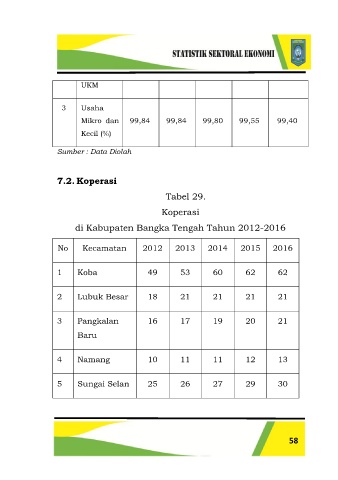 STATISTIK SEKTORAL EKONOMI
UKM
3 Usaha
Mikro dan 99,84 99,84 99,80 99,55 99,40
Kecil (%)
Sumber : Data Diolah
7.2. Koperasi
Tabel 29.
Koperasi
di Kabupaten Bangka Tengah Tahun 2012-2016
No Kecamatan 2012 2013 2014 2015 2016
1 Koba 49 53 60 62 62
2 Lubuk Besar 18 21 21 21 21
3 Pangkalan 16 17 19 20 21
Baru
4 Namang 10 11 11 12 13
5 Sungai Selan 25 26 27 29 30
58